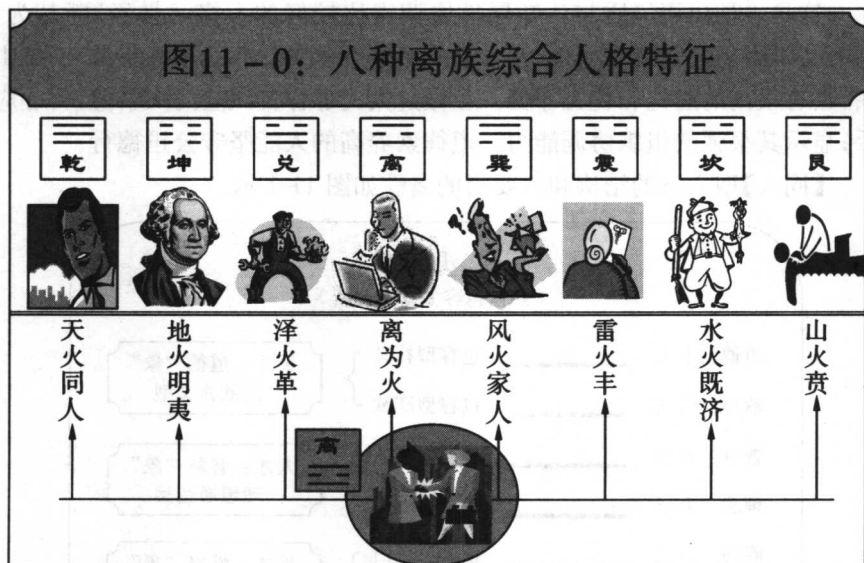 图11-0：八种离族综合人格特征
乾 坤 兑 离 巽 震 坎 艮
天火同人 地火明夷 泽火革 离为火 风火家人 雷火丰 水火既济 山火贲
离